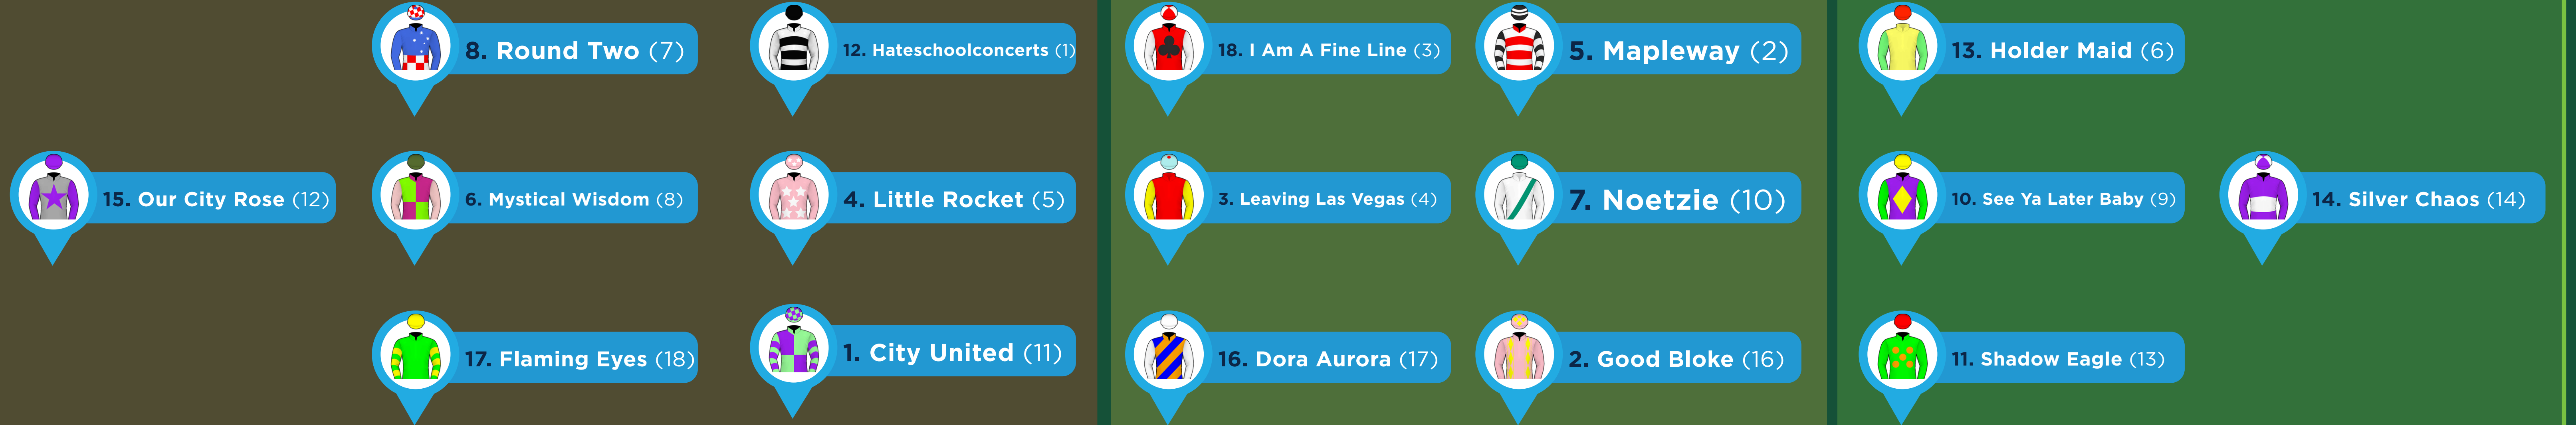 8. Round Two (7)
12. Hateschoolconcerts (1)
18. I Am A Fine Line (3)
5. Mapleway (2)
13. Holder Maid (6)
15. Our City Rose (12)
6. Mystical Wisdom (8)
4. Little Rocket (5)
3. Leaving Las Vegas (4)
7. Noetzie (10)
10. See Ya Later Baby (9)
14. Silver Chaos (14)
17. Flaming Eyes (18)
1. City United (11)
16. Dora Aurora (17)
2. Good Bloke (16)
11. Shadow Eagle (13)